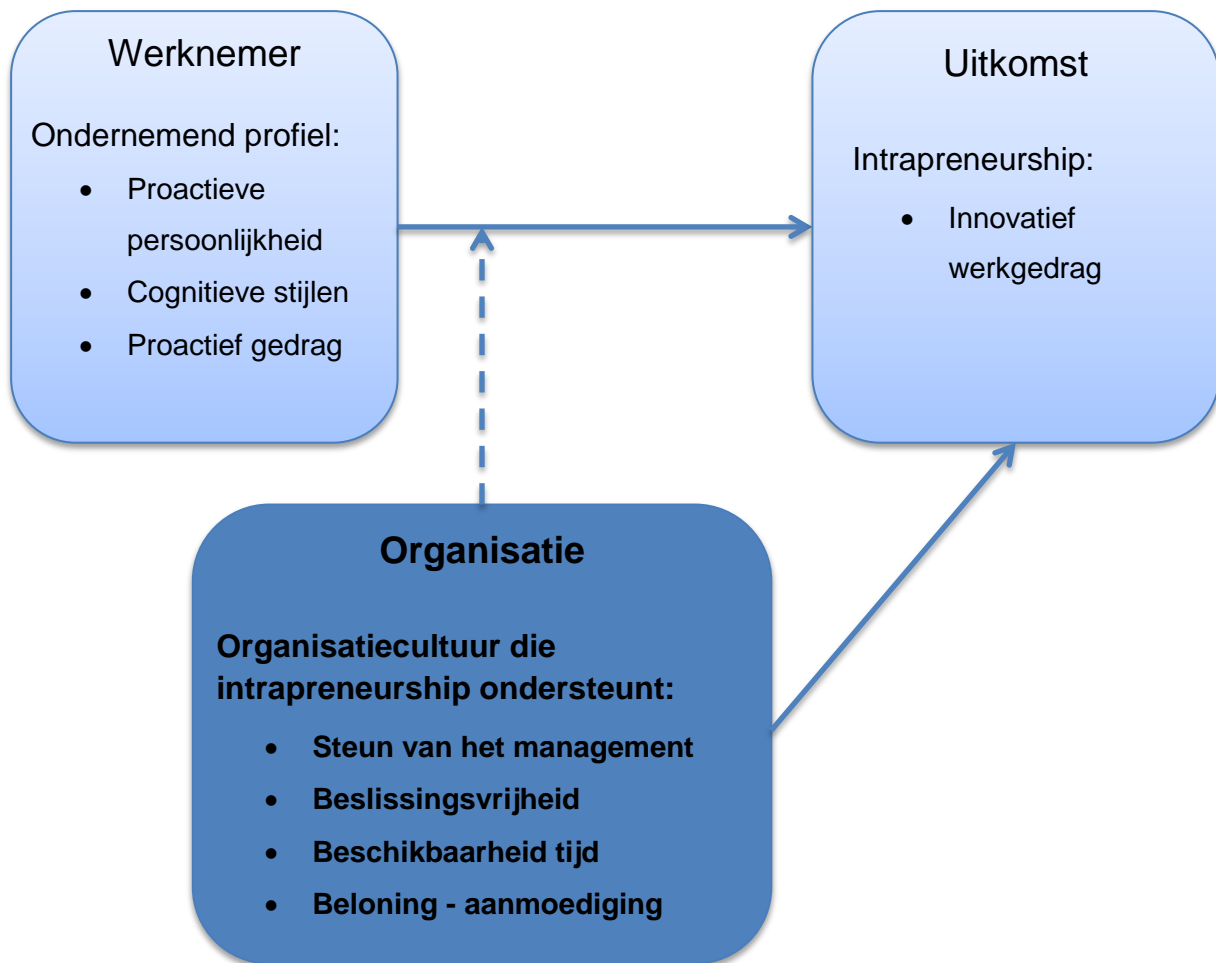 Werknemer
Ondernemend profiel:
• Proactieve
persoonlijkheid
• Cognitieve stijlen
• Proactief gedrag
Uitkomst
Intrapreneurship:
• Innovatief
werkgedrag
Organisatie
Organisatiecultuur die
intrapreneurship ondersteunt:
• Steun van het management
• Beslissingsvrijheid
• Beschikbaarheid tijd
• Beloning - aanmoediging